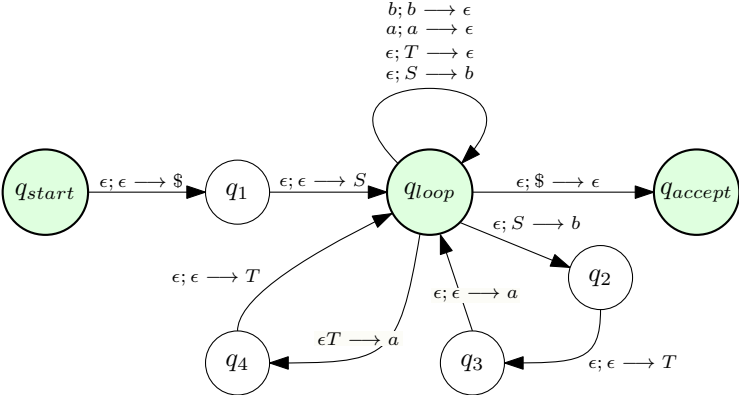 b; b ⟶ ϵ
a; a ⟶ ϵ
ϵ; T ⟶ ϵ
ϵ; S ⟶ b
q_start
ϵ; ϵ ⟶ $
q_1
ϵ; ϵ ⟶ S
q_loop
ϵ; $ ⟶ ϵ
q_accept
ϵ; S ⟶ b
ϵ; ϵ ⟶ T
q_2
ϵ; ϵ ⟶ a
ϵT ⟶ a
q_4
q_3
ϵ; ϵ ⟶ T